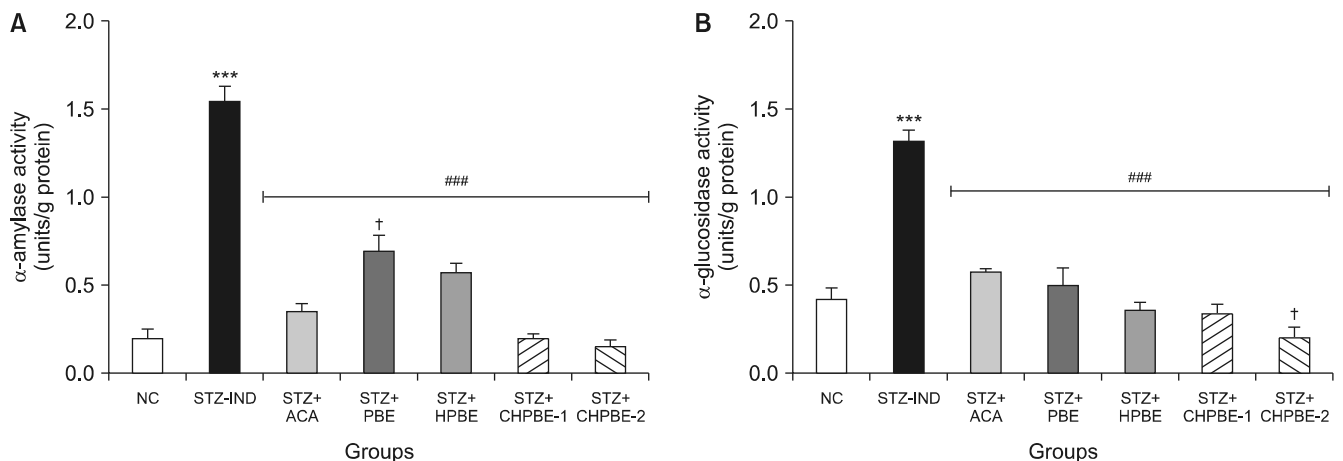 A
α-amylase activity
(units/g protein)
2.0
1.5
1.0
0.5
0.0
***
###
†
NC
STZ-IND
STZ+
ACA
STZ+
PBE
STZ+
HPBE
STZ+
CHPBE-1
STZ+
CHPBE-2
Groups
B
α-glucosidase activity
(units/g protein)
2.0
1.5
1.0
0.5
0.0
***
###
†
NC
STZ-IND
STZ+
ACA
STZ+
PBE
STZ+
HPBE
STZ+
CHPBE-1
STZ+
CHPBE-2
Groups